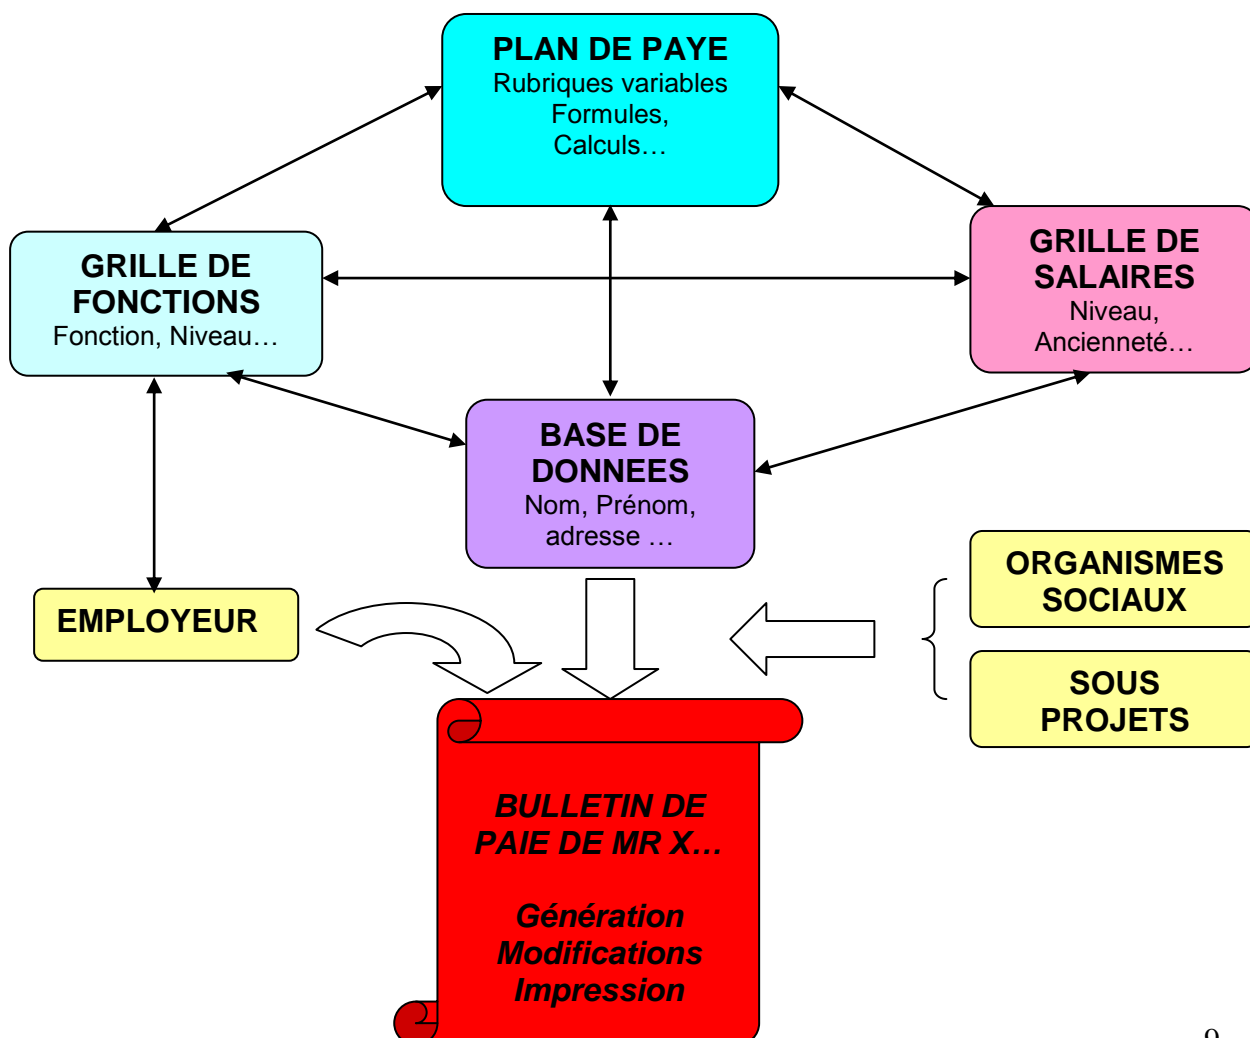 PLAN DE PAYE
Rubriques variables
Formules,
Calculs…
GRILLE DE
FONCTIONS
Fonction, Niveau…
GRILLE DE
SALAIRES
Niveau,
Ancienneté…
BASE DE
DONNEES
Nom, Prénom,
adresse …
EMPLOYEUR
ORGANISMES
SOCIAUX
SOUS
PROJETS
BULLETIN DE
PAIE DE MR X…
Génération
Modifications
Impression